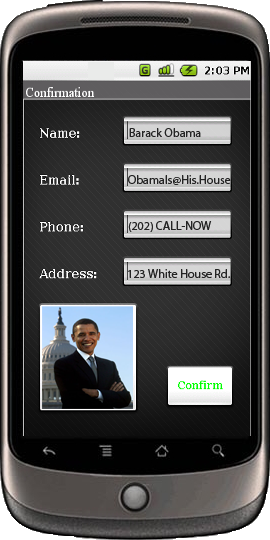 G 2:03 PM
Confirmation
Name: Barack Obama
Email: ObamaIs@His.House
Phone: (202) CALL-NOW
Address: 123 White House Rd.
Confirm